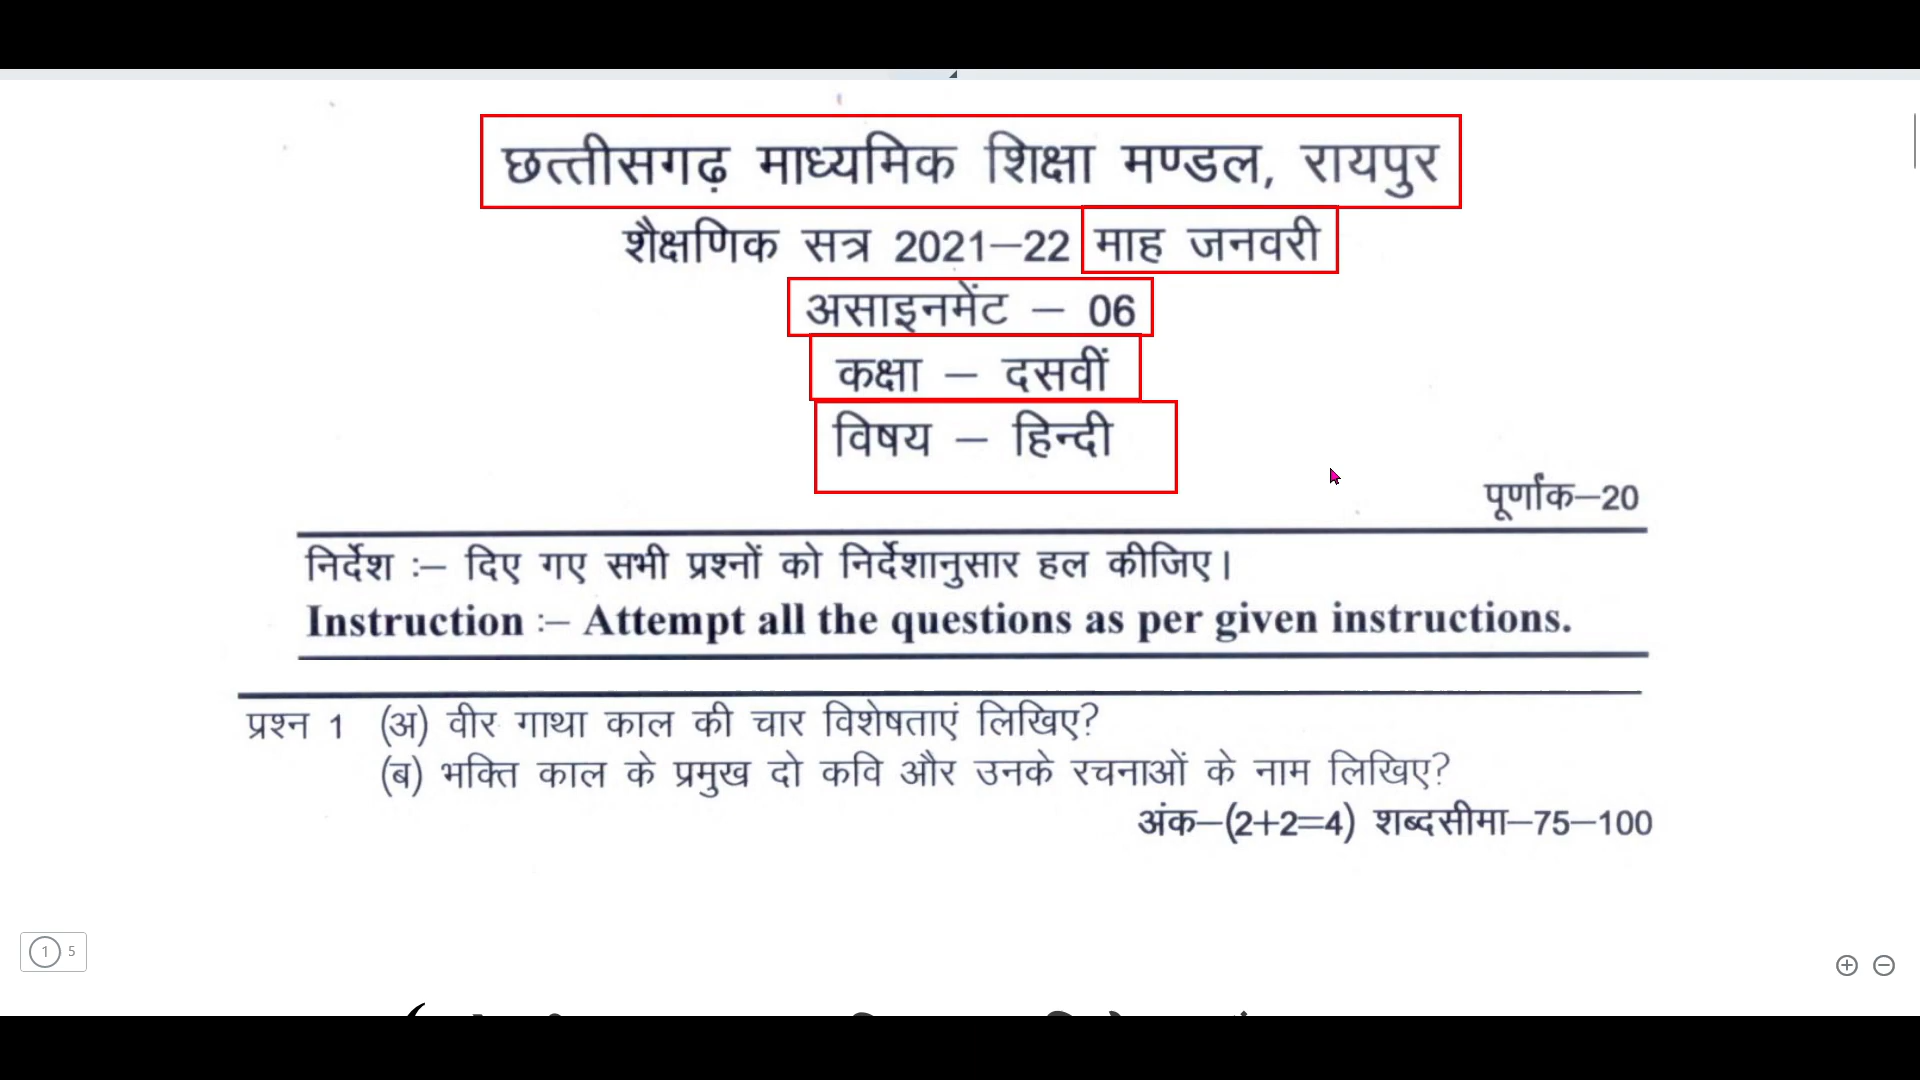 छत्तीसगढ़ माध्यमिक शिक्षा मण्डल, रायपुर
शैक्षणिक सत्र 2021–22 माह जनवरी
असाइनमेंट – 06
कक्षा – दसवीं
विषय – हिन्दी
पूर्णांक–20
निर्देश :– दिए गए सभी प्रश्नों को निर्देशानुसार हल कीजिए।
Instruction :– Attempt all the questions as per given instructions.
प्रश्न 1 (अ) वीर गाथा काल की चार विशेषताएं लिखिए?
(ब) भक्ति काल के प्रमुख दो कवि और उनके रचनाओं के नाम लिखिए?
अंक–(2+2=4) शब्दसीमा–75–100
1 5